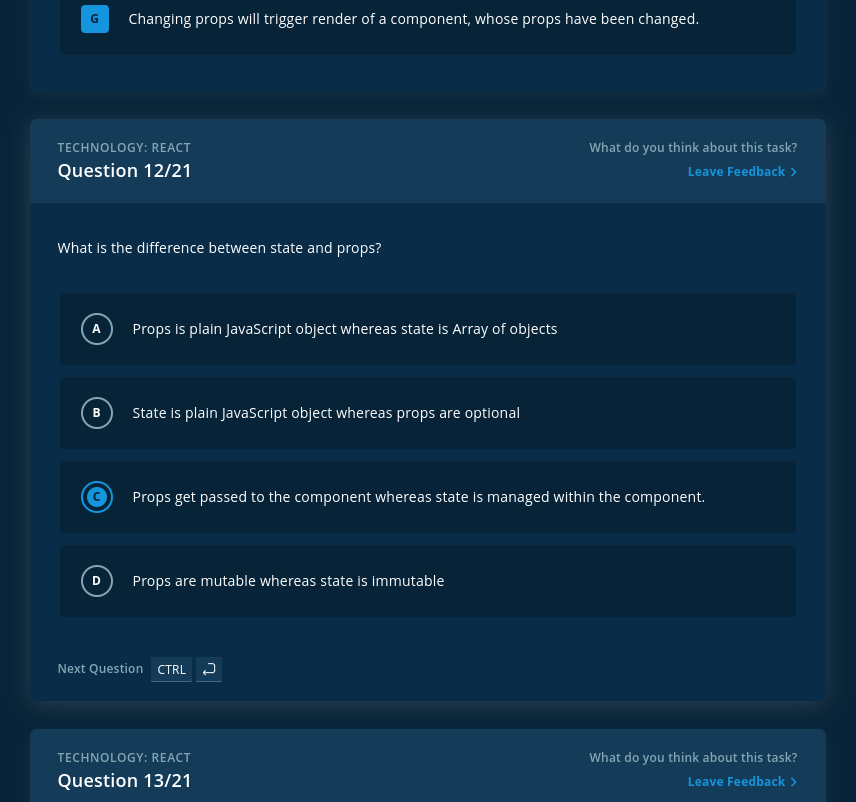 G Changing props will trigger render of a component, whose props have been changed.
TECHNOLOGY: REACT What do you think about this task?
Question 12/21 Leave Feedback
What is the difference between state and props?
A Props is plain JavaScript object whereas state is Array of objects
B State is plain JavaScript object whereas props are optional
C Props get passed to the component whereas state is managed within the component.
D Props are mutable whereas state is immutable
Next Question CTRL
TECHNOLOGY: REACT What do you think about this task?
Question 13/21 Leave Feedback